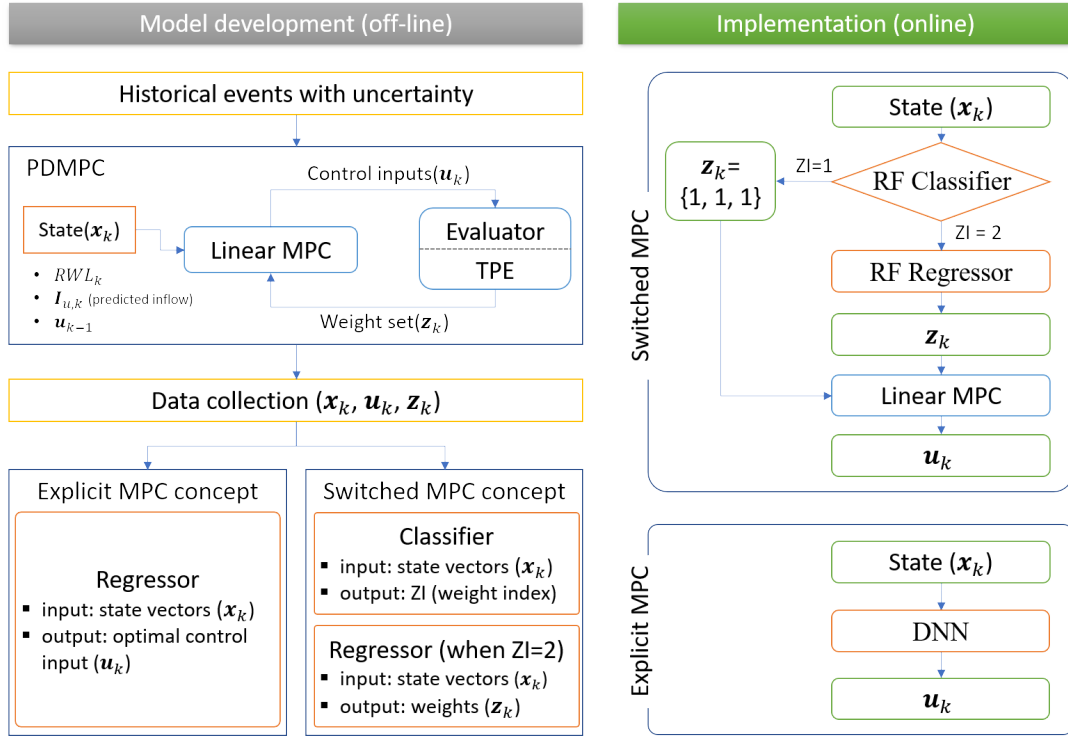 Model development (off-line)
Historical events with uncertainty
PDMPC
Control inputs(𝒖ₖ)
State(𝒙ₖ)
Linear MPC
Evaluator
TPE
• RWLₖ
• 𝑰ᵤ,ₖ (predicted inflow)
• 𝒖ₖ₋₁
Weight set(𝒛ₖ)
Data collection (𝒙ₖ, 𝒖ₖ, 𝒛ₖ)
Explicit MPC concept
Regressor
▪ input: state vectors (𝒙ₖ)
▪ output: optimal control
input (𝒖ₖ)
Switched MPC concept
Classifier
▪ input: state vectors (𝒙ₖ)
▪ output: ZI (weight index)
Regressor (when ZI=2)
▪ input: state vectors (𝒙ₖ)
▪ output: weights (𝒛ₖ)
Implementation (online)
Switched MPC
State (𝒙ₖ)
RF Classifier
ZI=1
𝒛ₖ=
{1, 1, 1}
ZI = 2
RF Regressor
𝒛ₖ
Linear MPC
𝒖ₖ
Explicit MPC
State (𝒙ₖ)
DNN
𝒖ₖ